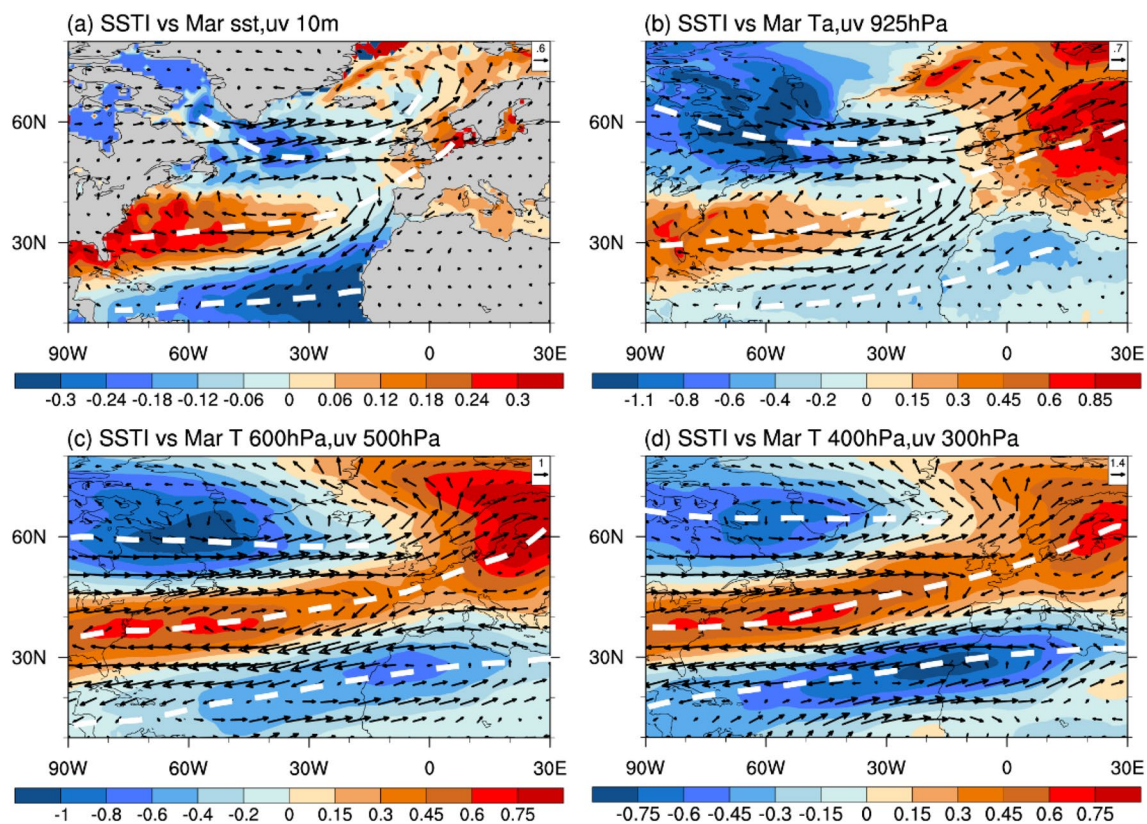 (a) SSTI vs Mar sst,uv 10m
.6
60N
30N
90W 60W 30W 0 30E
-0.3 -0.24 -0.18 -0.12 -0.06 0 0.06 0.12 0.18 0.24 0.3
(b) SSTI vs Mar Ta,uv 925hPa
.7
60N
30N
90W 60W 30W 0 30E
-1.1 -0.8 -0.6 -0.4 -0.2 0 0.15 0.3 0.45 0.6 0.85
(c) SSTI vs Mar T 600hPa,uv 500hPa
1
60N
30N
90W 60W 30W 0 30E
-1 -0.8 -0.6 -0.4 -0.2 0 0.15 0.3 0.45 0.6 0.75
(d) SSTI vs Mar T 400hPa,uv 300hPa
1.4
60N
30N
90W 60W 30W 0 30E
-0.75 -0.6 -0.45 -0.3 -0.15 0 0.15 0.3 0.45 0.6 0.75